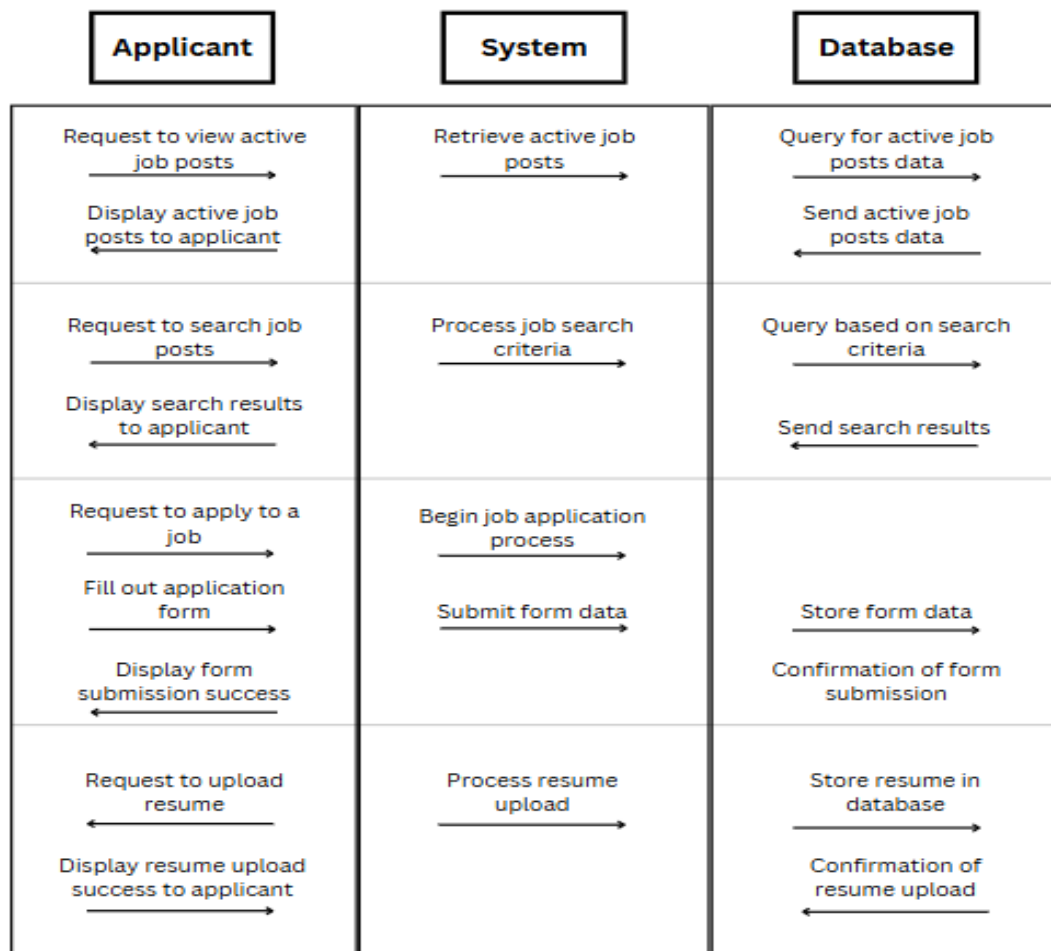 Applicant
System
Database
Request to view active
job posts
Retrieve active job
posts
Query for active job
posts data
Display active job
posts to applicant
Send active job
posts data
Request to search job
posts
Process job search
criteria
Query based on search
criteria
Display search results
to applicant
Send search results
Request to apply to a
job
Begin job application
process
Fill out application
form
Submit form data
Store form data
Display form
submission success
Confirmation of form
submission
Request to upload
resume
Process resume
upload
Store resume in
database
Display resume upload
success to applicant
Confirmation of
resume upload